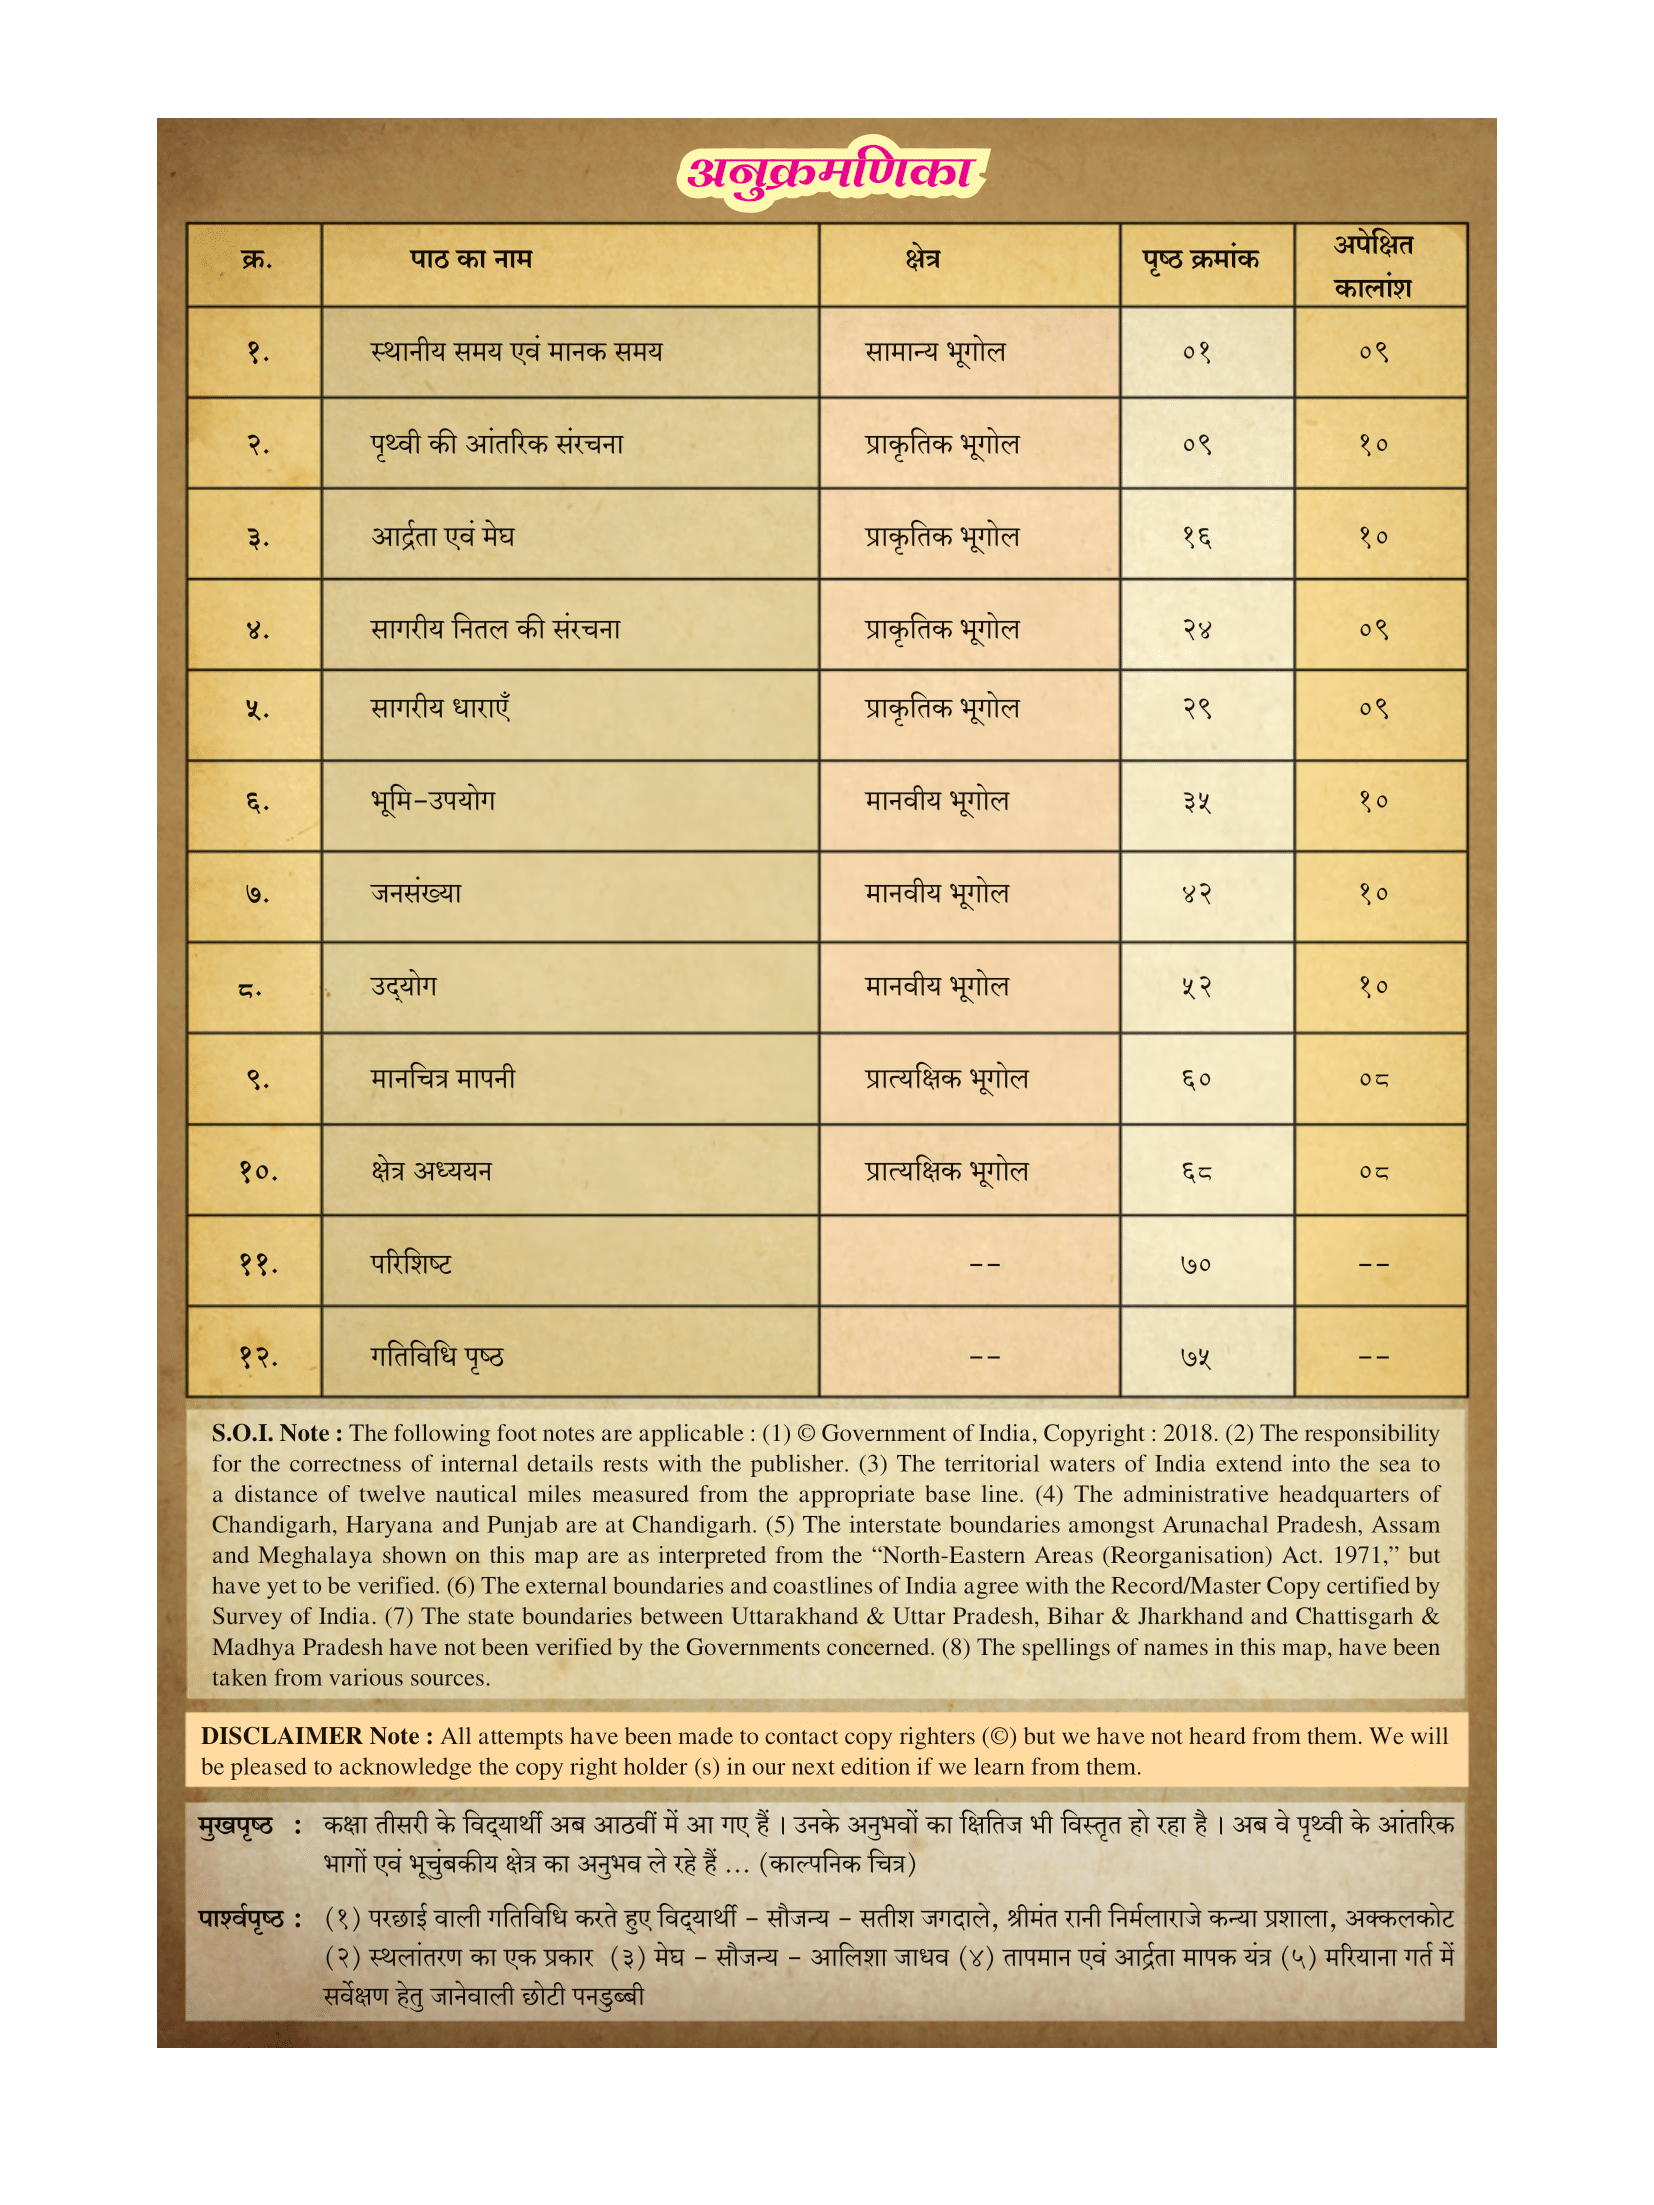 अनुक्रमणिका
क्र. पाठ का नाम क्षेत्र पृष्ठ क्रमांक अपेक्षित कालांश
१. स्थानीय समय एवं मानक समय सामान्य भूगोल ०१ ०९
२. पृथ्वी की आंतरिक संरचना प्राकृतिक भूगोल ०९ १०
३. आर्द्रता एवं मेघ प्राकृतिक भूगोल १६ १०
४. सागरीय नितल की संरचना प्राकृतिक भूगोल २४ ०९
५. सागरीय धाराएँ प्राकृतिक भूगोल २९ ०९
६. भूमि-उपयोग मानवीय भूगोल ३५ १०
७. जनसंख्या मानवीय भूगोल ४२ १०
८. उद्‌योग मानवीय भूगोल ५२ १०
९. मानचित्र मापनी प्रात्यक्षिक भूगोल ६० ०८
१०. क्षेत्र अध्ययन प्रात्यक्षिक भूगोल ६८ ०८
११. परिशिष्ट -- ७० --
१२. गतिविधि पृष्ठ -- ७५ --
S.O.I. Note : The following foot notes are applicable : (1) © Government of India, Copyright : 2018. (2) The responsibility
for the correctness of internal details rests with the publisher. (3) The territorial waters of India extend into the sea to
a distance of twelve nautical miles measured from the appropriate base line. (4) The administrative headquarters of
Chandigarh, Haryana and Punjab are at Chandigarh. (5) The interstate boundaries amongst Arunachal Pradesh, Assam
and Meghalaya shown on this map are as interpreted from the “North-Eastern Areas (Reorganisation) Act. 1971,” but
have yet to be verified. (6) The external boundaries and coastlines of India agree with the Record/Master Copy certified by
Survey of India. (7) The state boundaries between Uttarakhand & Uttar Pradesh, Bihar & Jharkhand and Chattisgarh &
Madhya Pradesh have not been verified by the Governments concerned. (8) The spellings of names in this map, have been
taken from various sources.
DISCLAIMER Note : All attempts have been made to contact copy righters (©) but we have not heard from them. We will
be pleased to acknowledge the copy right holder (s) in our next edition if we learn from them.
मुखपृष्ठ : कक्षा तीसरी के विद्‌यार्थी अब आठवीं में आ गए हैं । उनके अनुभवों का क्षितिज भी विस्तृत हो रहा है । अब वे पृथ्वी के आंतरिक
भागों एवं भूचुंबकीय क्षेत्र का अनुभव ले रहे हैं ... (काल्पनिक चित्र)
पार्श्वपृष्ठ : (१) परछाई वाली गतिविधि करते हुए विद्‌यार्थी - सौजन्य - सतीश जगदाले, श्रीमंत रानी निर्मलाराजे कन्या प्रशाला, अक्कलकोट
(२) स्थलांतरण का एक प्रकार (३) मेघ - सौजन्य - आलिशा जाधव (४) तापमान एवं आर्द्रता मापक यंत्र (५) मरियाना गर्त में
सर्वेक्षण हेतु जानेवाली छोटी पनडुब्बी